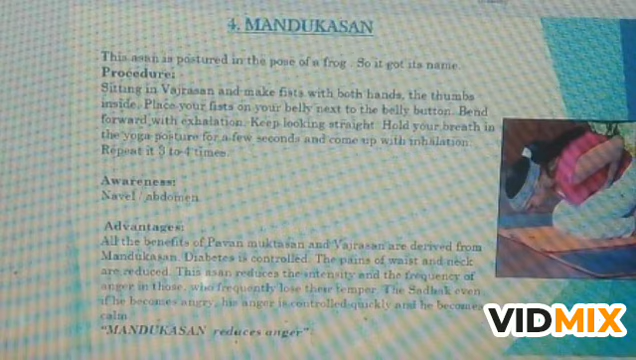 4. MANDUKASAN
This asan is postured in the pose of a frog . So it got its name.
Procedure:
Sitting in Vajrasan and make fists with both hands, the thumbs
inside. Place your fists on your belly next to the belly button. Bend
forward with exhalation. Keep looking straight. Hold your breath in
the yoga posture for a few seconds and come up with inhalation.
Repeat it 3 to 4 times.
Awareness:
Navel / abdomen
Advantages:
All the benefits of Pavan muktasan and Vajrasan are derived from
Mandukasan. Diabetes is controlled. The pains of waist and neck
are reduced. This asan reduces the intensity and the frequency of
anger in those, who frequently lose their temper. The Sadhak even
if he becomes angry, his anger is controlled quickly and he becomes
calm
"MANDUKASAN reduces anger".
VIDMIX